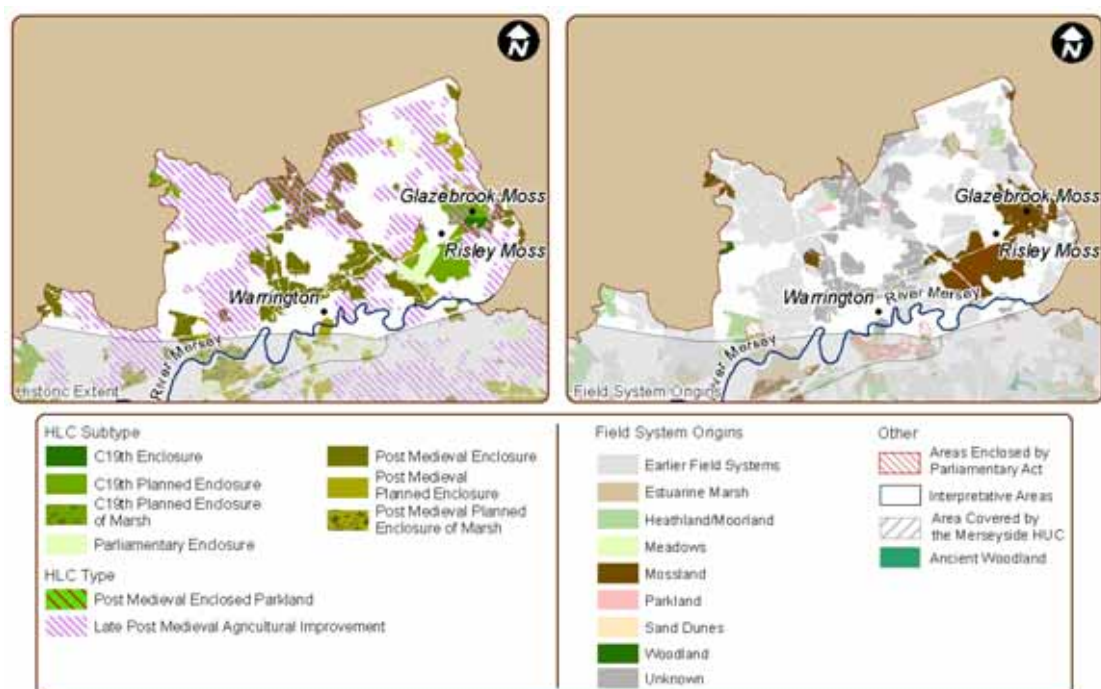 N
Glazebrook Moss
Risley Moss
Warrington
River Mersey
Historic Extent
N
Glazebrook Moss
Risley Moss
Warrington
River Mersey
River Mersey
Field System Origins
HLC Subtype
C19th Enclosure
C19th Planned Enclosure
C19th Planned Enclosure
of Marsh
Parliamentary Enclosure
Post Medieval Enclosure
Post Medieval
Planned Enclosure
Post Medieval Planned
Enclosure of Marsh
HLC Type
Post Medieval Enclosed Parkland
Late Post Medieval Agricultural Improvement
Field System Origins
Earlier Field Systems
Estuarine Marsh
Heathland/Moorland
Meadows
Mossland
Parkland
Sand Dunes
Woodland
Unknown
Other
Areas Enclosed by
Parliamentary Act
Interpretative Areas
Area Covered by
the Merseyside HUC
Ancient Woodland